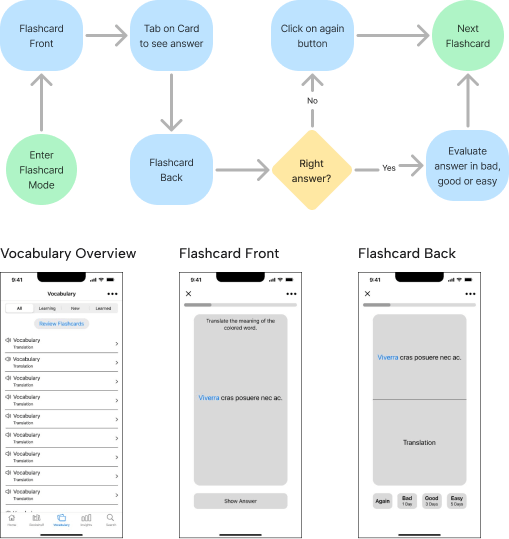 Flashcard
Front
Tab on Card
to see answer
Click on again
button
Next
Flashcard
No
Enter
Flashcard
Mode
Flashcard
Back
Right
answer?
Yes
Evaluate
answer in bad,
good or easy
Vocabulary Overview
Flashcard Front
Flashcard Back
9:41
Vocabulary
All Learning New Learned
Review Flashcards
Vocabulary
Translation
Vocabulary
Translation
Vocabulary
Translation
Vocabulary
Translation
Vocabulary
Translation
Vocabulary
Translation
Vocabulary
Translation
Vocabulary
Translation
Vocabulary
Translation
Home Bookshelf Vocabulary Insights Search
9:41
Translate the meaning of the
colored word.
Viverra cras posuere nec ac.
Show Answer
9:41
Viverra cras posuere nec ac.
Translation
Again
Bad
1 Day
Good
3 Days
Easy
5 Days